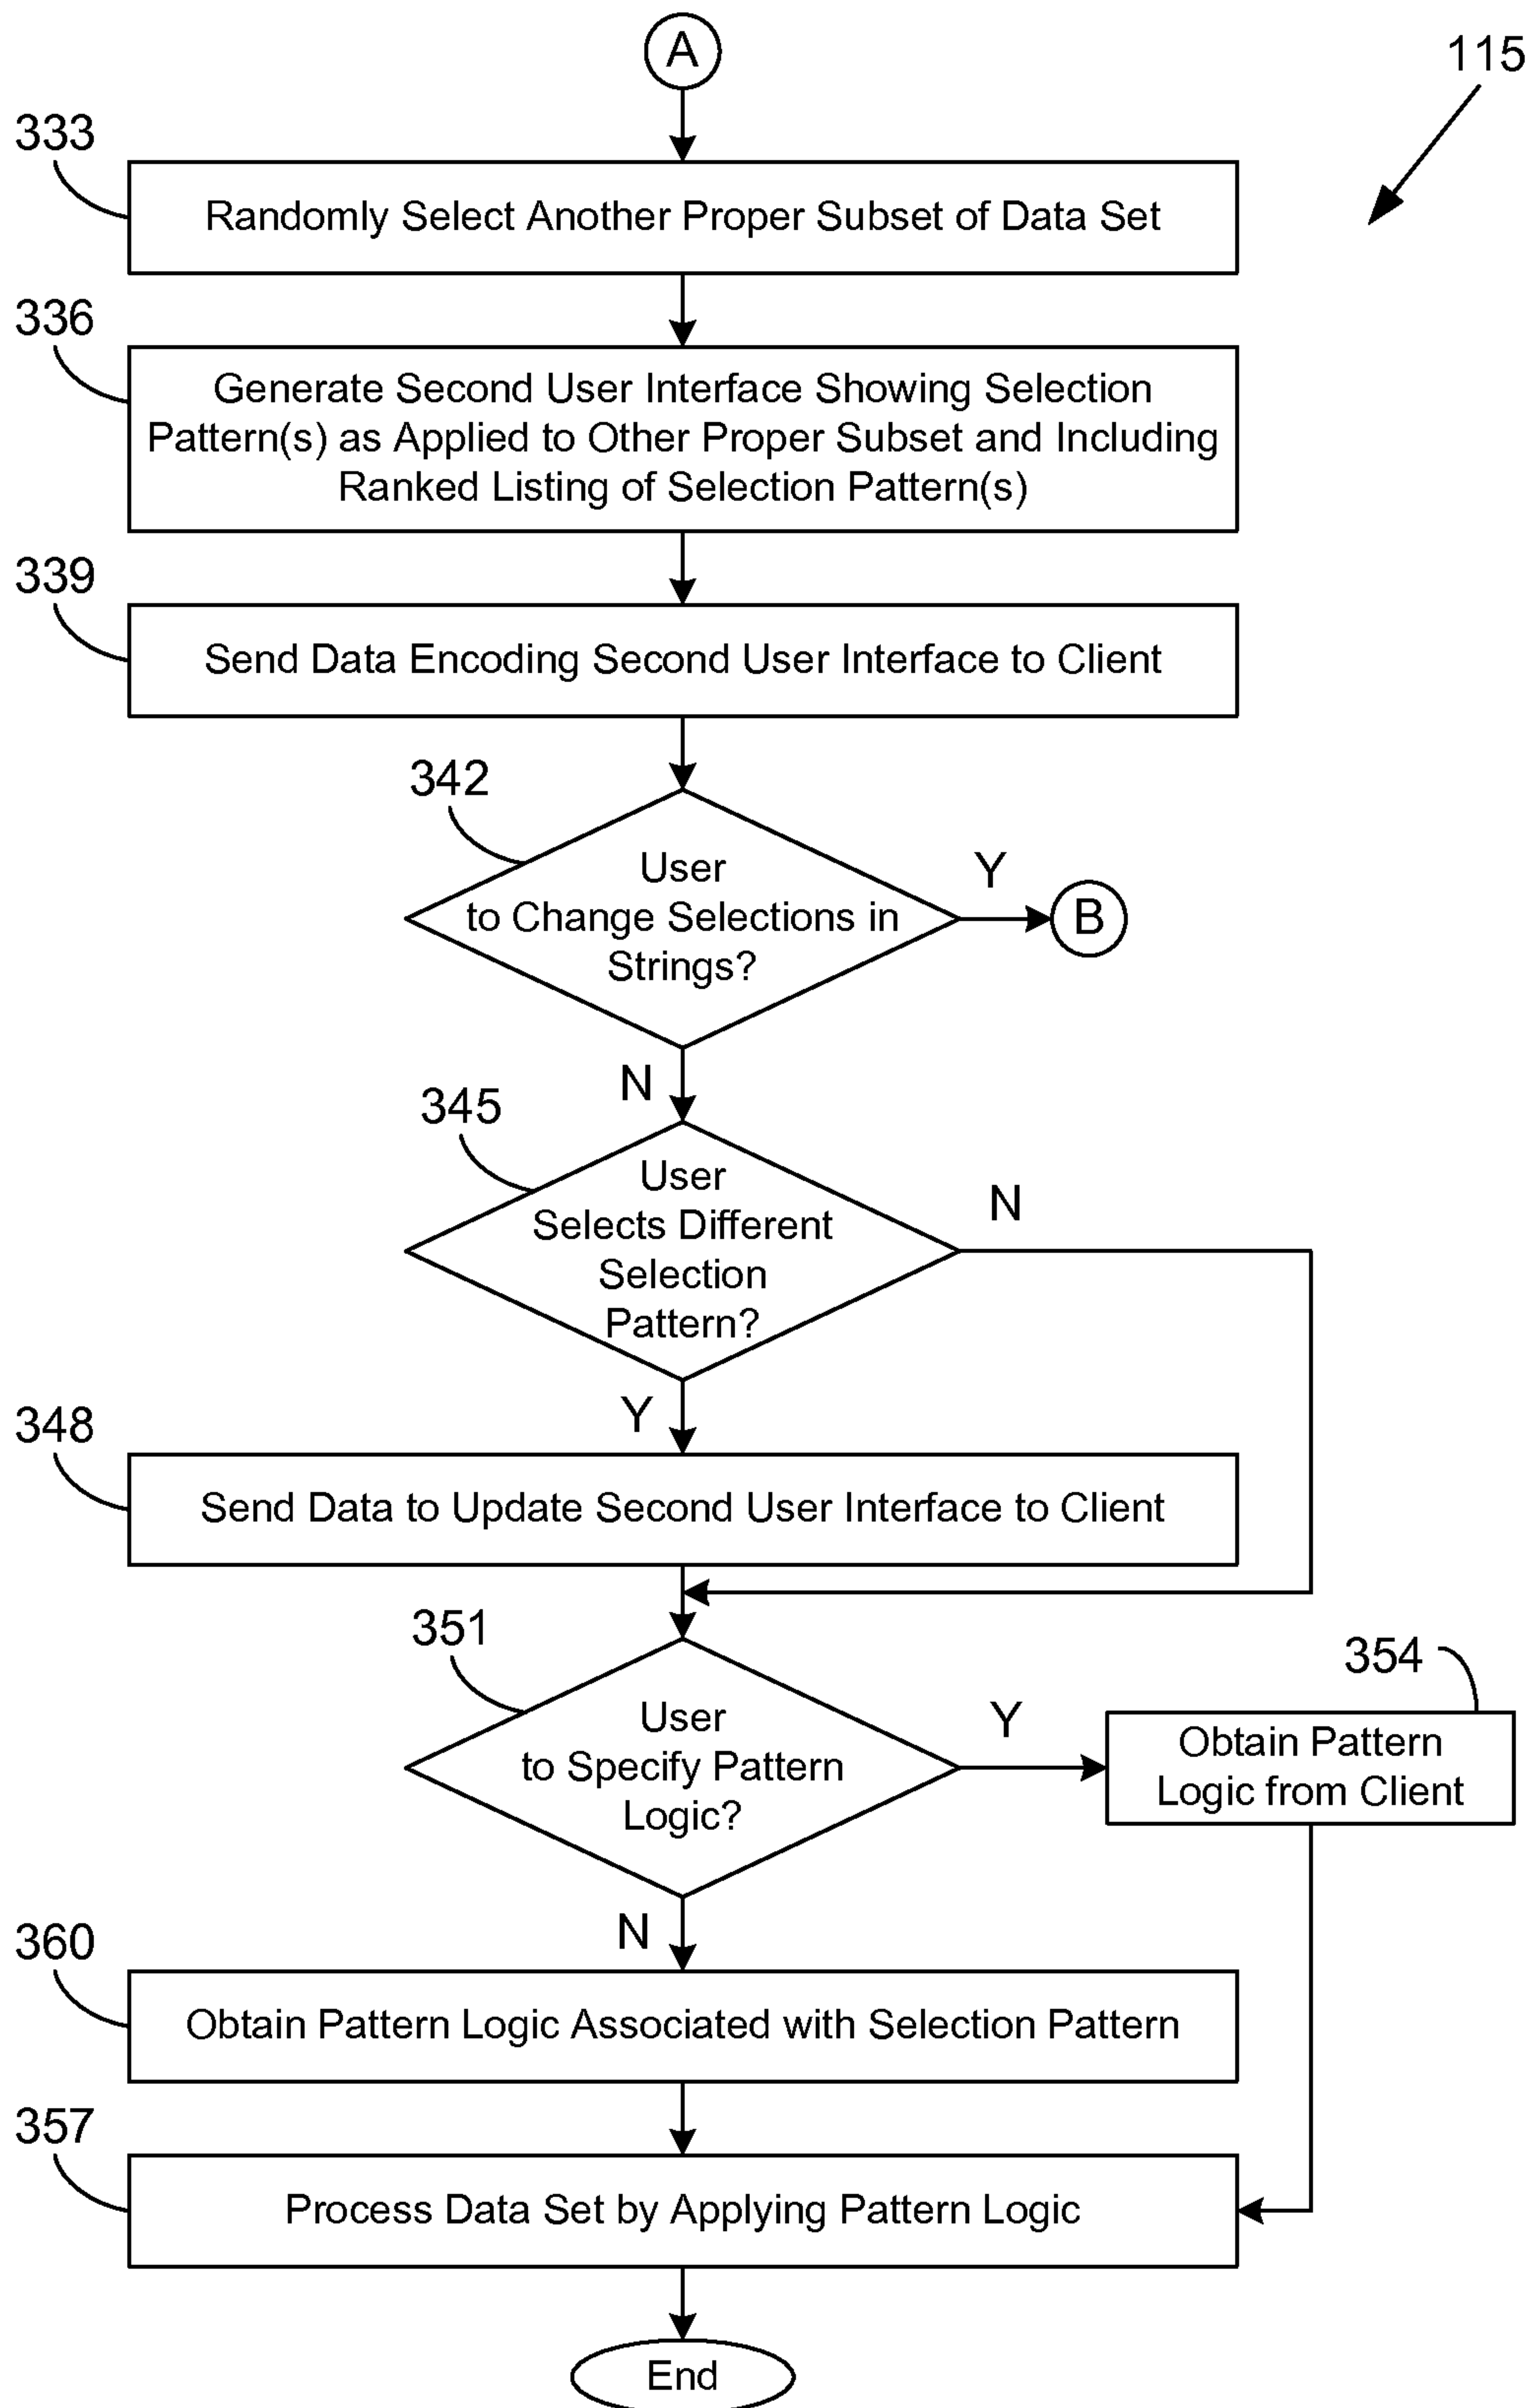 A
115
333
Randomly Select Another Proper Subset of Data Set
336
Generate Second User Interface Showing Selection
Pattern(s) as Applied to Other Proper Subset and Including
Ranked Listing of Selection Pattern(s)
339
Send Data Encoding Second User Interface to Client
342
User
to Change Selections in
Strings?
Y
B
N
345
User
Selects Different
Selection
Pattern?
N
Y
348
Send Data to Update Second User Interface to Client
351
User
to Specify Pattern
Logic?
Y
354
Obtain Pattern
Logic from Client
N
360
Obtain Pattern Logic Associated with Selection Pattern
357
Process Data Set by Applying Pattern Logic
End